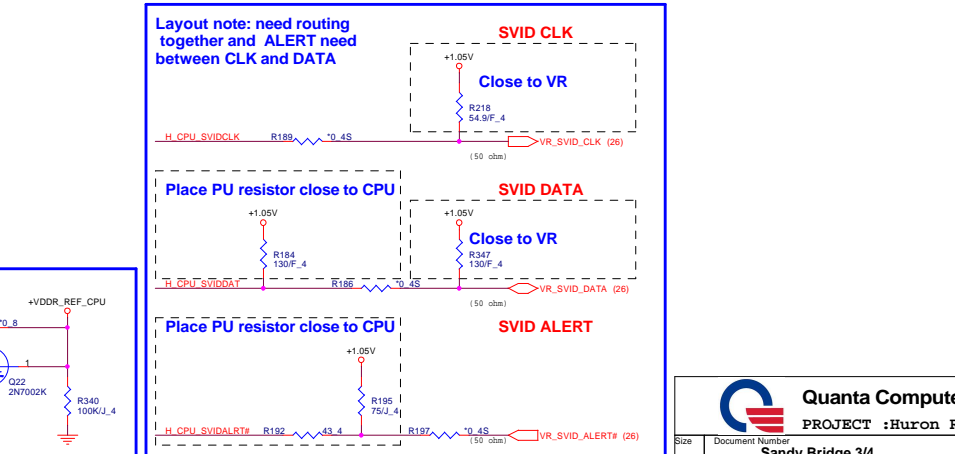 Layout note: need routing
together and ALERT need
between CLK and DATA
SVID CLK
+1.05V
Close to VR
R218
54.9/F_4
H_CPU_SVIDCLK R189 *0_4S VR_SVID_CLK (26)
(50 ohm)
Place PU resistor close to CPU SVID DATA
+1.05V +1.05V
Close to VR
R184
130/F_4
R347
130/F_4
H_CPU_SVIDDAT R186 *0_4S VR_SVID_DATA (26)
(50 ohm)
Place PU resistor close to CPU SVID ALERT
+1.05V
R195
75/J_4
H_CPU_SVIDALRT# R192 43_4 R197 *0_4S VR_SVID_ALERT# (26)
(50 ohm)
+VDDR_REF_CPU
*0_8
1
Q22
2N7002K
R340
100K/J_4
Quanta Compute
PROJECT :Huron R
Size Document Number
Sandy Bridge 3/4